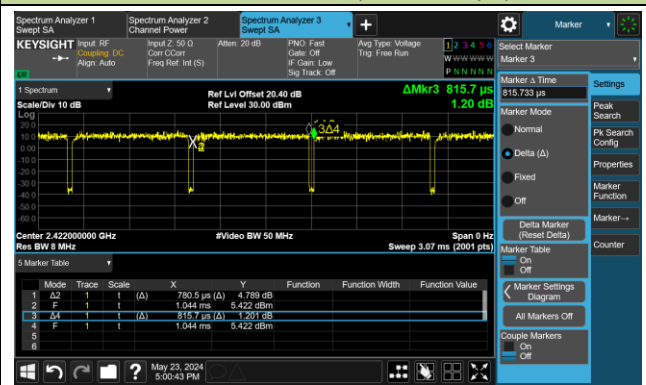 Spectrum Analyzer 1
Swept SA
Spectrum Analyzer 2
Channel Power
Spectrum Analyzer 3
Swept SA
Marker
KEYSIGHT
Input: RF
Coupling: DC
Align: Auto
Input Z: 50 Ω
Corr CCorr
Freq Ref: Int (S)
Atten: 20 dB
PNO: Fast
Gate: Off
IF Gain: Low
Sig Track: Off
Avg Type: Voltage
Trig: Free Run
1 2 3 4 5 6
W W W W W W
P N N N N N
Select Marker
Marker 3
1 Spectrum
Scale/Div 10 dB
Ref Lvl Offset 20.40 dB
Ref Level 30.00 dBm
ΔMkr3 815.7 µs
1.20 dB
Log
20.0
10.0
0.00
-10.0
-20.0
-30.0
-40.0
-50.0
-60.0
3Δ4
Center 2.422000000 GHz
Res BW 8 MHz
#Video BW 50 MHz
Span 0 Hz
Sweep 3.07 ms (2001 pts)
5 Marker Table
Mode Trace Scale X Y Function Function Width Function Value
1 Δ2 1 t (Δ) 780.5 µs (Δ) 4.789 dB
2 F 1 t 1.044 ms 5.422 dBm
3 Δ4 1 t (Δ) 815.7 µs (Δ) 1.201 dB
4 F 1 t 1.044 ms 5.422 dBm
5
6
Marker Δ Time
815.733 µs
Marker Mode
Normal
Delta (Δ)
Fixed
Off
Delta Marker
(Reset Delta)
Marker Table
On
Off
Marker Settings
Diagram
All Markers Off
Couple Markers
On
Off
Settings
Peak
Search
Pk Search
Config
Properties
Marker
Function
Marker→
Counter
May 23, 2024
5:00:43 PM